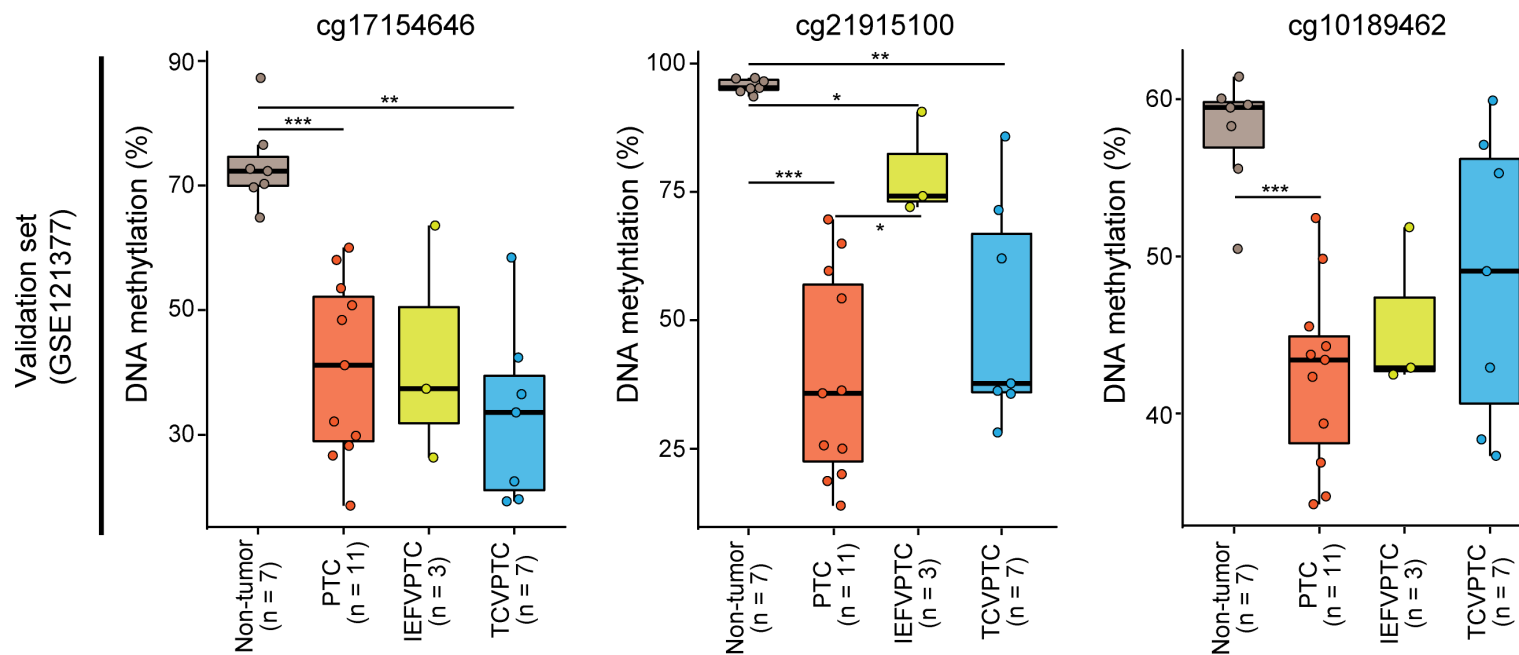 Validation set
(GSE121377)
cg17154646
DNA methylation (%)
90
70
50
30
**
***
Non-tumor
(n = 7)
PTC
(n = 11)
IEFVPTC
(n = 3)
TCVPTC
(n = 7)
cg21915100
DNA metyhtlation (%)
100
75
50
25
**
*
***
*
Non-tumor
(n = 7)
PTC
(n = 11)
IEFVPTC
(n = 3)
TCVPTC
(n = 7)
cg10189462
DNA methylation (%)
60
50
40
***
Non-tumor
(n = 7)
PTC
(n = 11)
IEFVPTC
(n = 3)
TCVPTC
(n = 7)